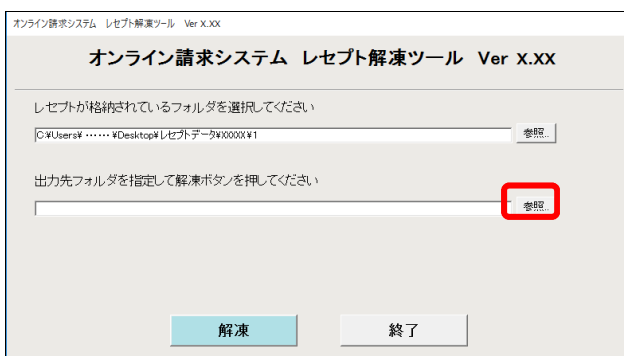 オンライン請求システム　レセプト解凍ツール　Ver X.XX
オンライン請求システム　レセプト解凍ツール　Ver X.XX
レセプトが格納されているフォルダを選択してください
C:¥Users¥ ‥‥‥ ¥Desktop¥レセプトデータ¥XXXXX¥1
参照...
出力先フォルダを指定して解凍ボタンを押してください
参照...
解凍
終了